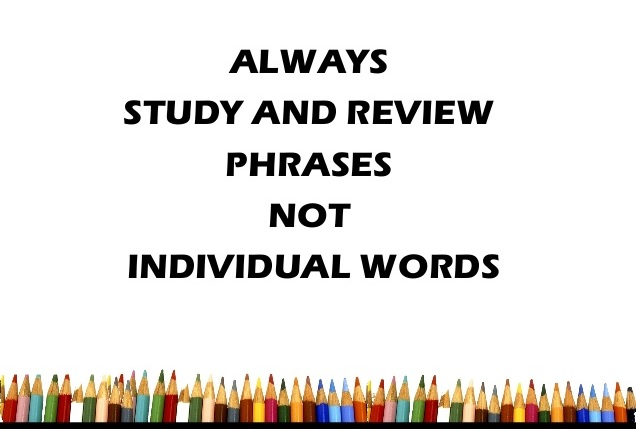 ALWAYS
STUDY AND REVIEW
PHRASES
NOT
INDIVIDUAL WORDS